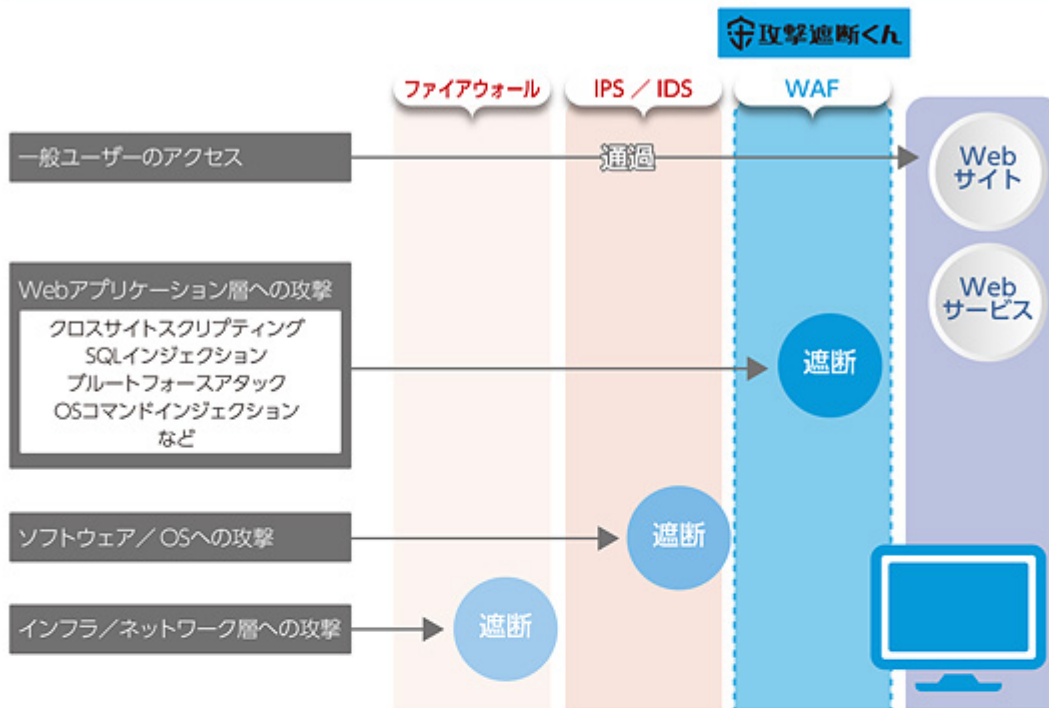 攻撃遮断くん
ファイアウォール
IPS ／ IDS
WAF
一般ユーザーのアクセス
通過
Web
サイト
Webアプリケーション層への攻撃
クロスサイトスクリプティング
SQLインジェクション
ブルートフォースアタック
OSコマンドインジェクション
など
遮断
Web
サービス
ソフトウェア／OSへの攻撃
遮断
インフラ／ネットワーク層への攻撃
遮断